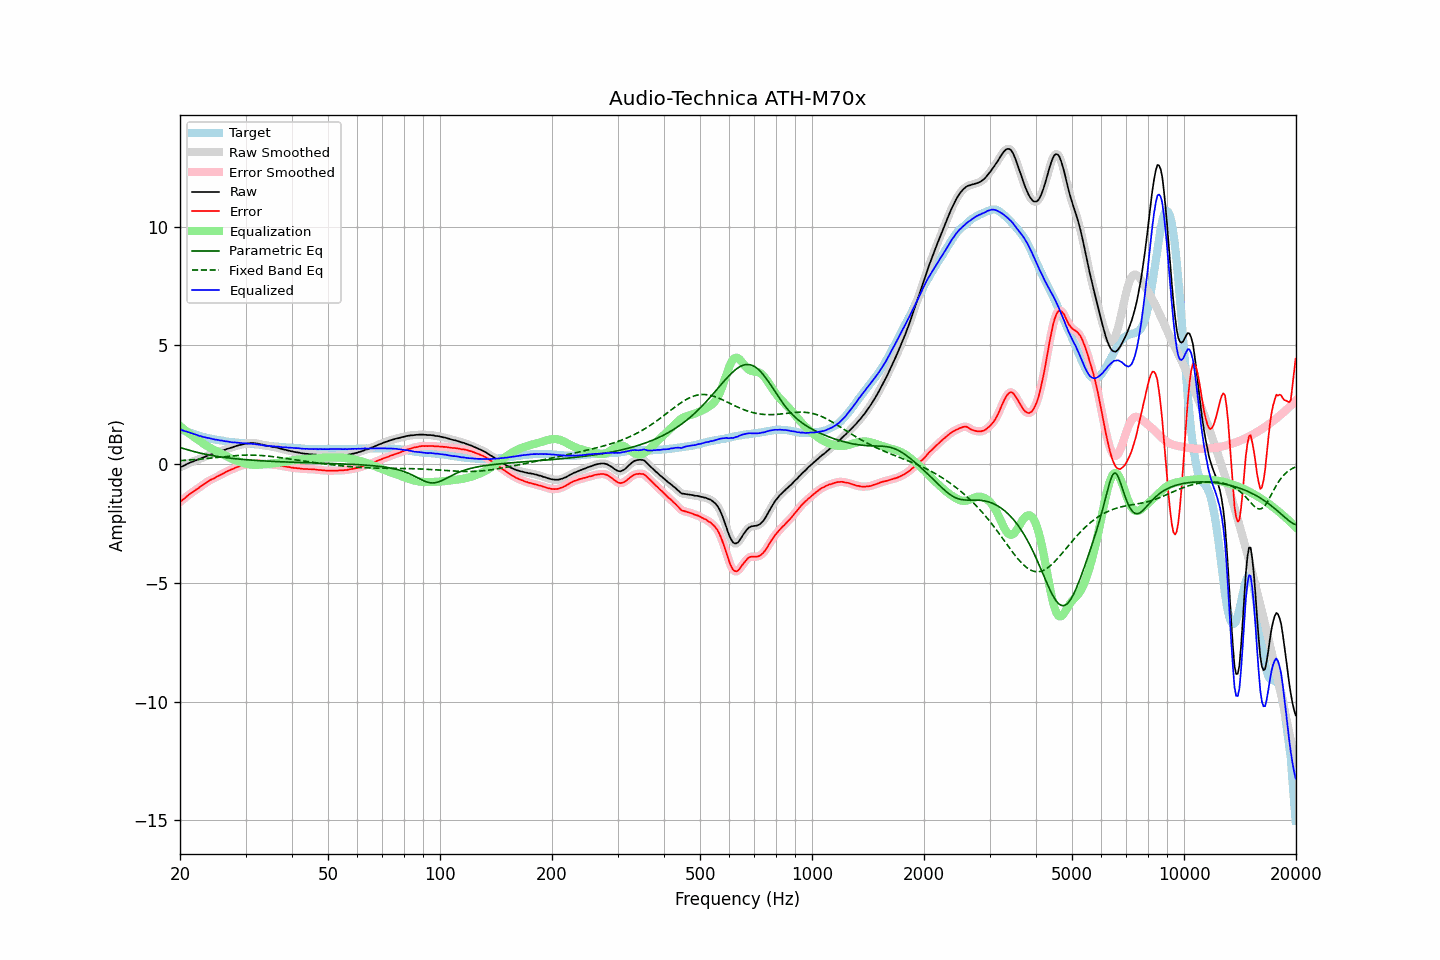 Audio-Technica ATH-M70x
Target
Raw Smoothed
Error Smoothed
Raw
Error
Equalization
Parametric Eq
Fixed Band Eq
Equalized
Amplitude (dBr)
10
5
0
−5
−10
−15
20 50 100 200 500 1000 2000 5000 10000 20000
Frequency (Hz)